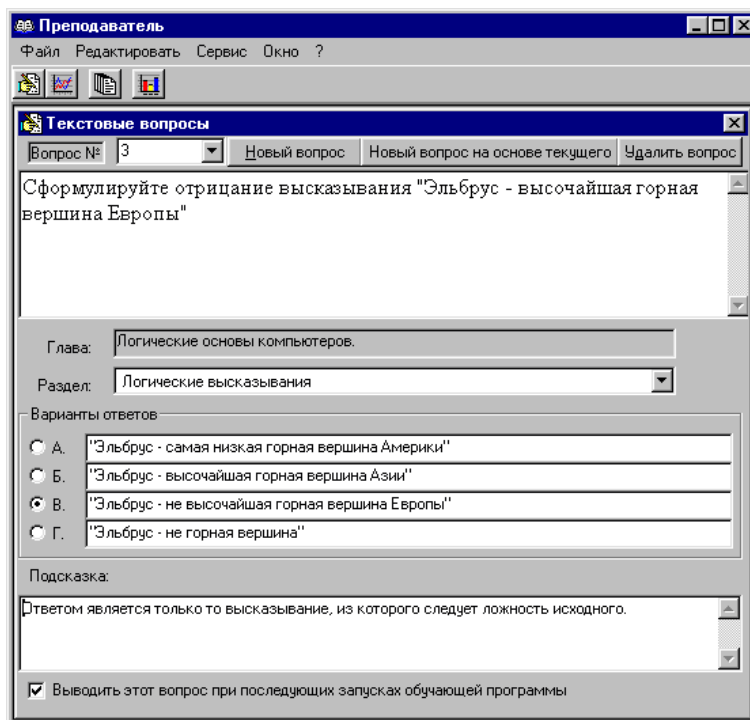 Преподаватель
Файл Редактировать Сервис Окно ?
Текстовые вопросы
Вопрос № 3 Новый вопрос Новый вопрос на основе текущего Удалить вопрос
Сформулируйте отрицание высказывания "Эльбрус - высочайшая горная
вершина Европы"
Глава: Логические основы компьютеров.
Раздел: Логические высказывания
Варианты ответов
А. "Эльбрус - самая низкая горная вершина Америки"
Б. "Эльбрус - высочайшая горная вершина Азии"
В. "Эльбрус - не высочайшая горная вершина Европы"
Г. "Эльбрус - не горная вершина"
Подсказка:
Ответом является только то высказывание, из которого следует ложность исходного.
Выводить этот вопрос при последующих запусках обучающей программы